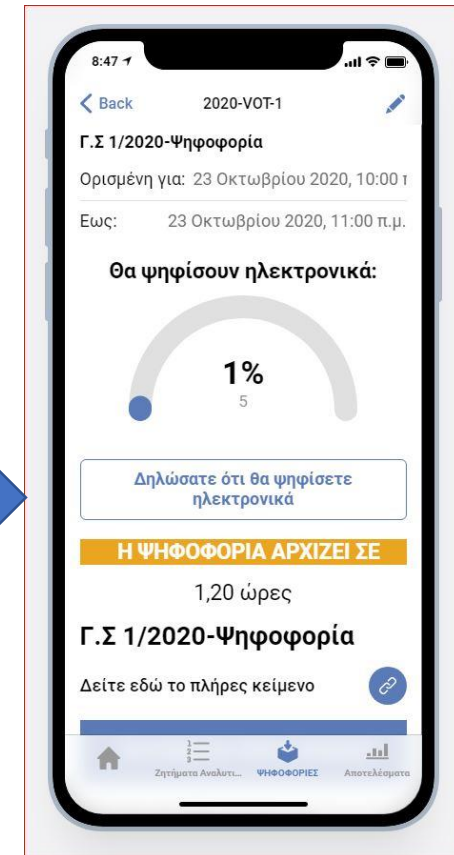 8:47
Back 2020-VOT-1
Γ.Σ 1/2020-Ψηφοφορία
Ορισμένη για: 23 Οκτωβρίου 2020, 10:00 π
Εως: 23 Οκτωβρίου 2020, 11:00 π.μ.
Θα ψηφίσουν ηλεκτρονικά:
1%
5
Δηλώσατε ότι θα ψηφίσετε
ηλεκτρονικά
Η ΨΗΦΟΦΟΡΙΑ ΑΡΧΙΖΕΙ ΣΕ
1,20 ώρες
Γ.Σ 1/2020-Ψηφοφορία
Δείτε εδώ το πλήρες κείμενο
Ζητήματα Αναλυτι... ΨΗΦΟΦΟΡΙΕΣ Αποτελέσματα